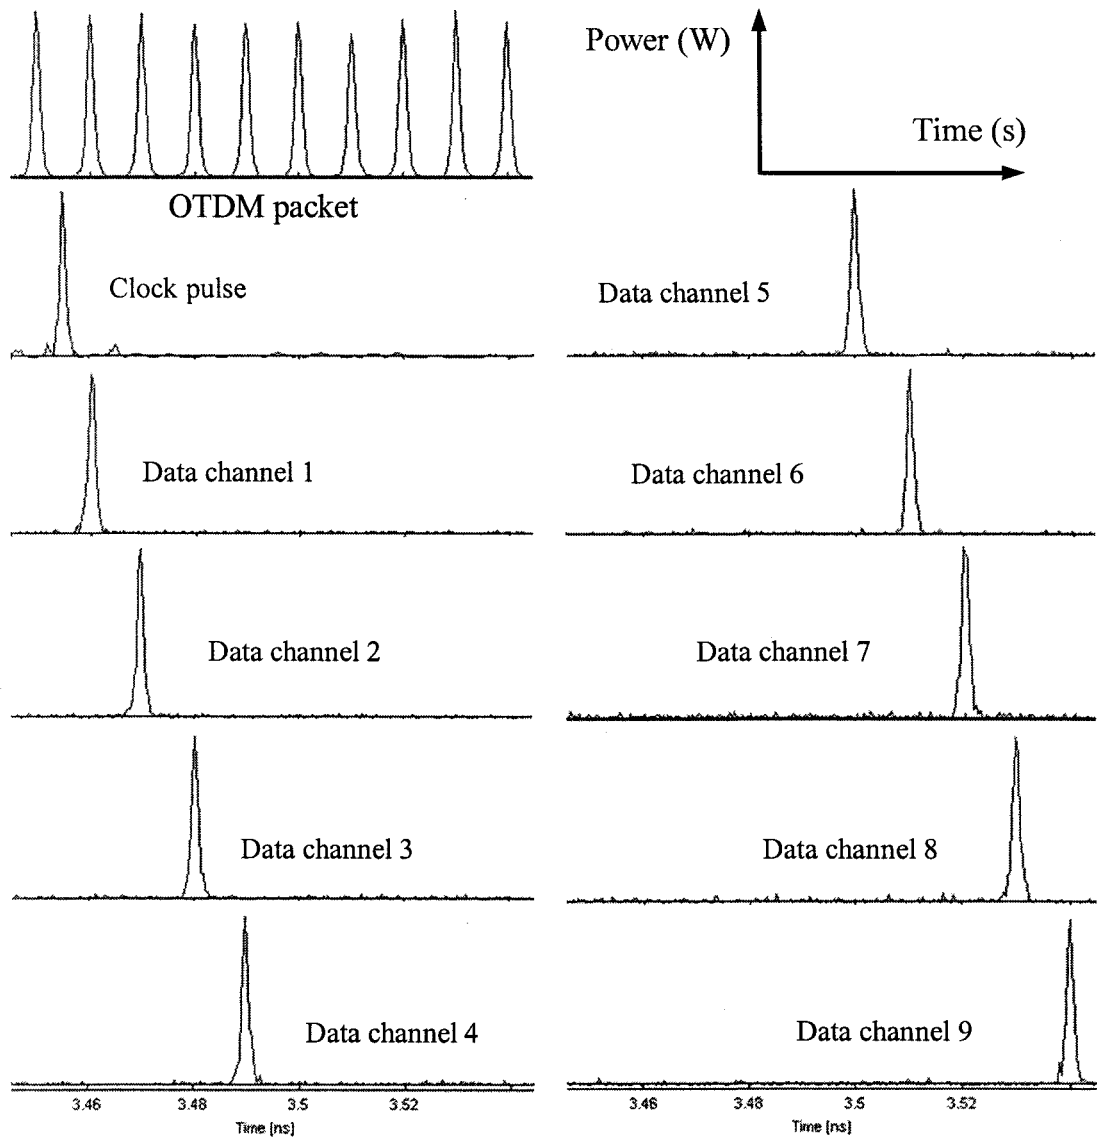 Power (W)
Time (s)
OTDM packet
Clock pulse
Data channel 1
Data channel 2
Data channel 3
Data channel 4
3.46 3.48 3.5 3.52
Time [ns]
Data channel 5
Data channel 6
Data channel 7
Data channel 8
Data channel 9
3.46 3.48 3.5 3.52
Time [ns]